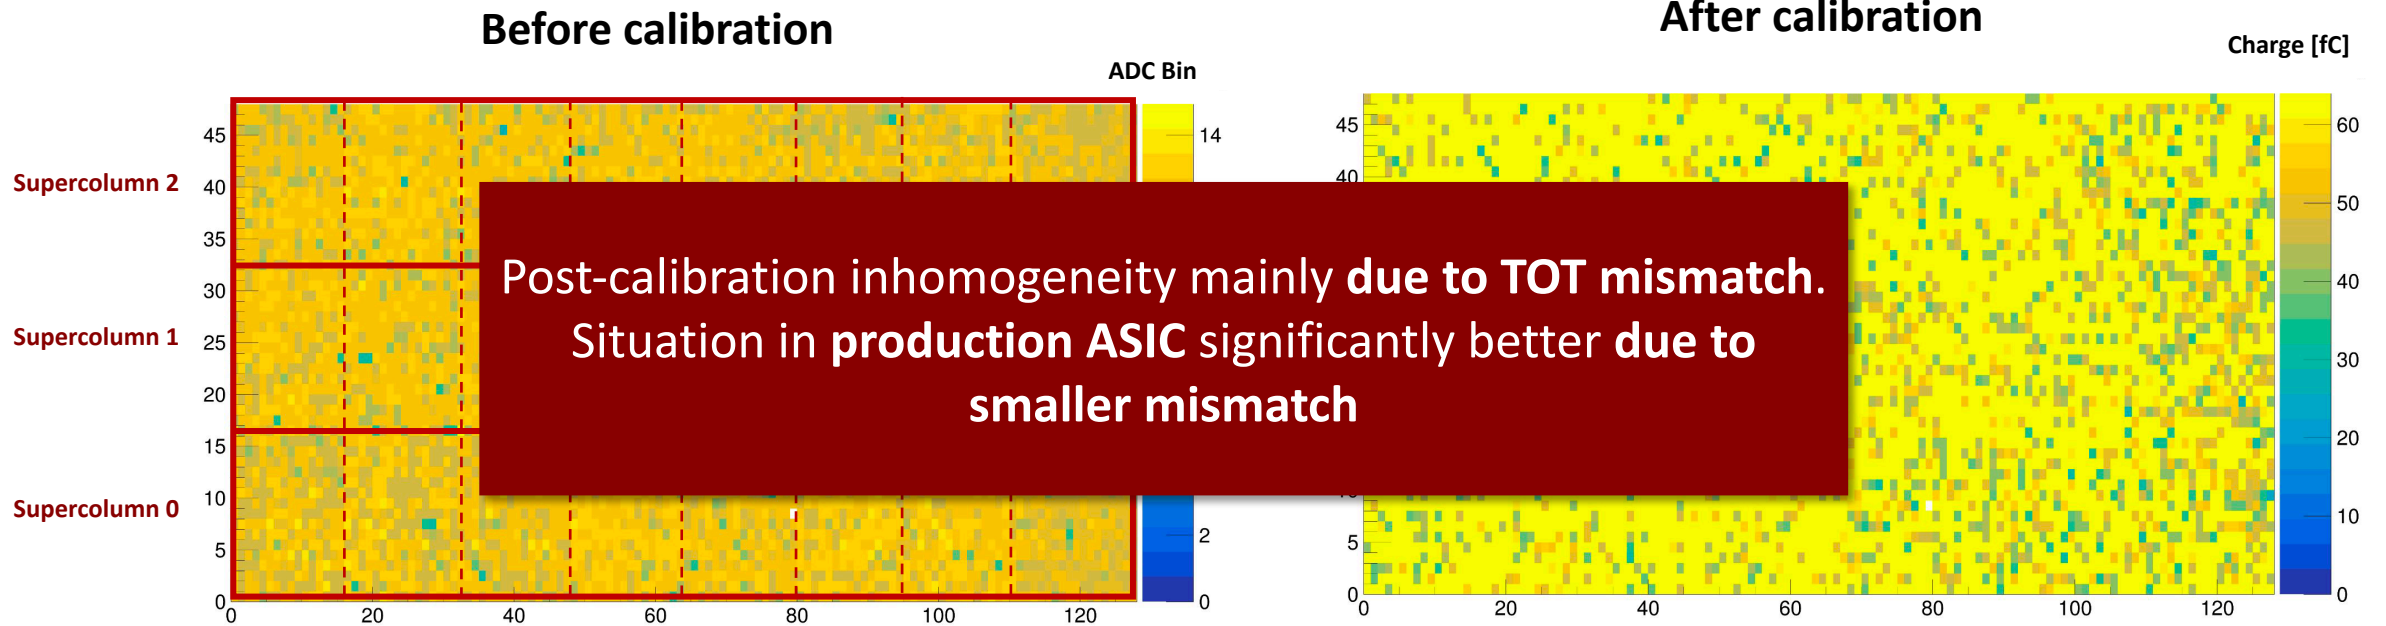 Before calibration
After calibration
ADC Bin
Charge [fC]
Supercolumn 2
Supercolumn 1
Supercolumn 0
45
40
35
30
25
20
15
10
5
0
0 20 40 60 80 100 120
14
2
0
Post-calibration inhomogeneity mainly due to TOT mismatch.
Situation in production ASIC significantly better due to
smaller mismatch
45
40
5
0
0 20 40 60 80 100 120
60
50
40
30
20
10
0